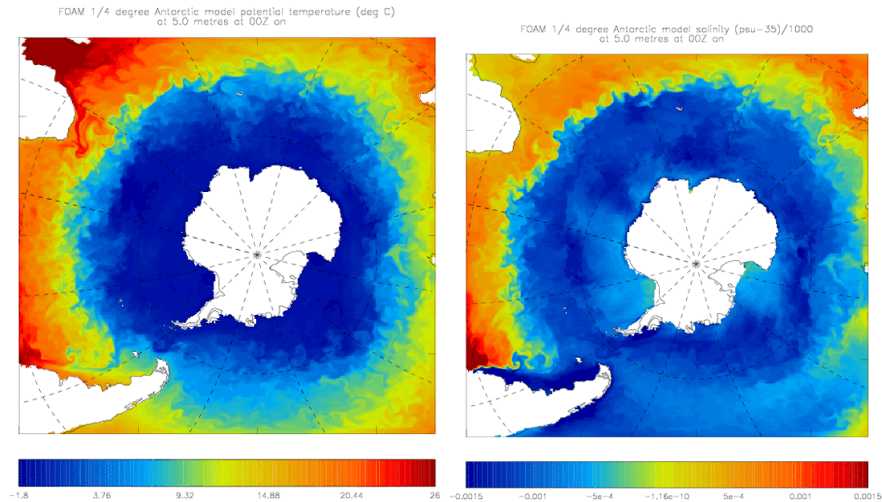 FOAM 1/4 degree Antarctic model potential temperature (deg C)
at 5.0 metres at 00Z on
FOAM 1/4 degree Antarctic model salinity (psu-35)/1000
at 5.0 metres at 00Z on
-1.8 3.76 9.32 14.88 20.44 26
-0.0015 -0.001 -5e-4 -1.16e-10 5e-4 0.001 0.0015